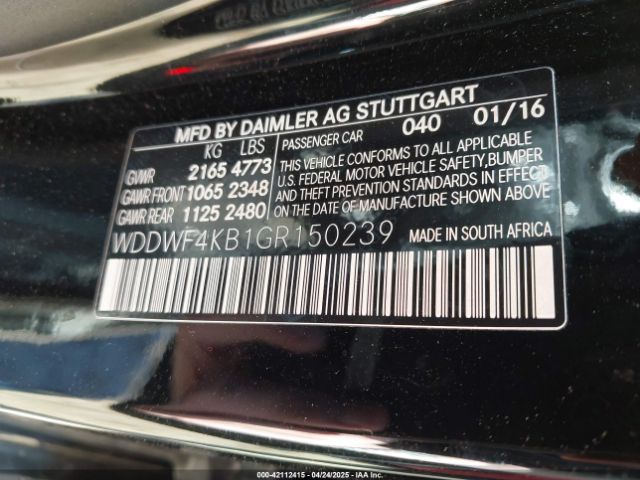 MFD BY DAIMLER AG STUTTGART
KG LBS
GVWR 2165 4773
GAWR FRONT 1065 2348
GAWR REAR 1125 2480
PASSENGER CAR 040 01/16
THIS VEHICLE CONFORMS TO ALL APPLICABLE
U.S. FEDERAL MOTOR VEHICLE SAFETY, BUMPER
AND THEFT PREVENTION STANDARDS IN EFFECT
ON THE DATE OF MANUFACTURE SHOWN ABOVE
WDDWF4KB1GR150239 MADE IN SOUTH AFRICA
000-42112415 - 04/24/2025 - IAA Inc.